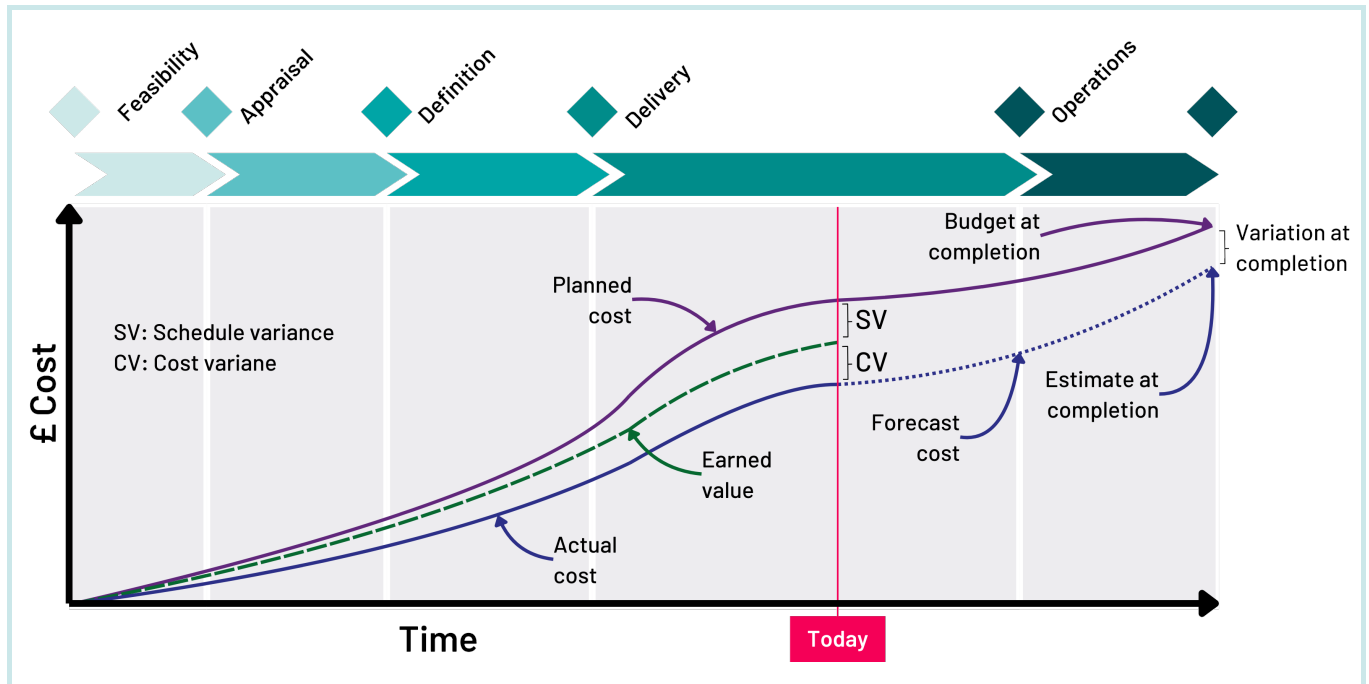 Feasibility
Appraisal
Definition
Delivery
Operations
Budget at
completion
Variation at
completion
Planned
cost
SV: Schedule variance
CV: Cost variane
SV
CV
£ Cost
Estimate at
completion
Forecast
cost
Earned
value
Actual
cost
Time
Today